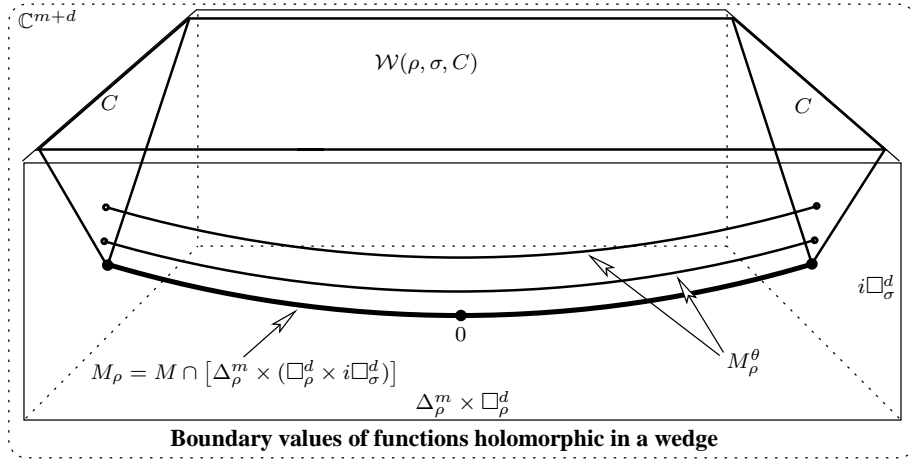 ℂ^{m+d}
𝒲(ρ, σ, C)
C
C
i□_σ^d
0
M_ρ^θ
M_ρ = M ∩ [Δ_ρ^m × (□_ρ^d × i□_σ^d)]
Δ_ρ^m × □_ρ^d
Boundary values of functions holomorphic in a wedge